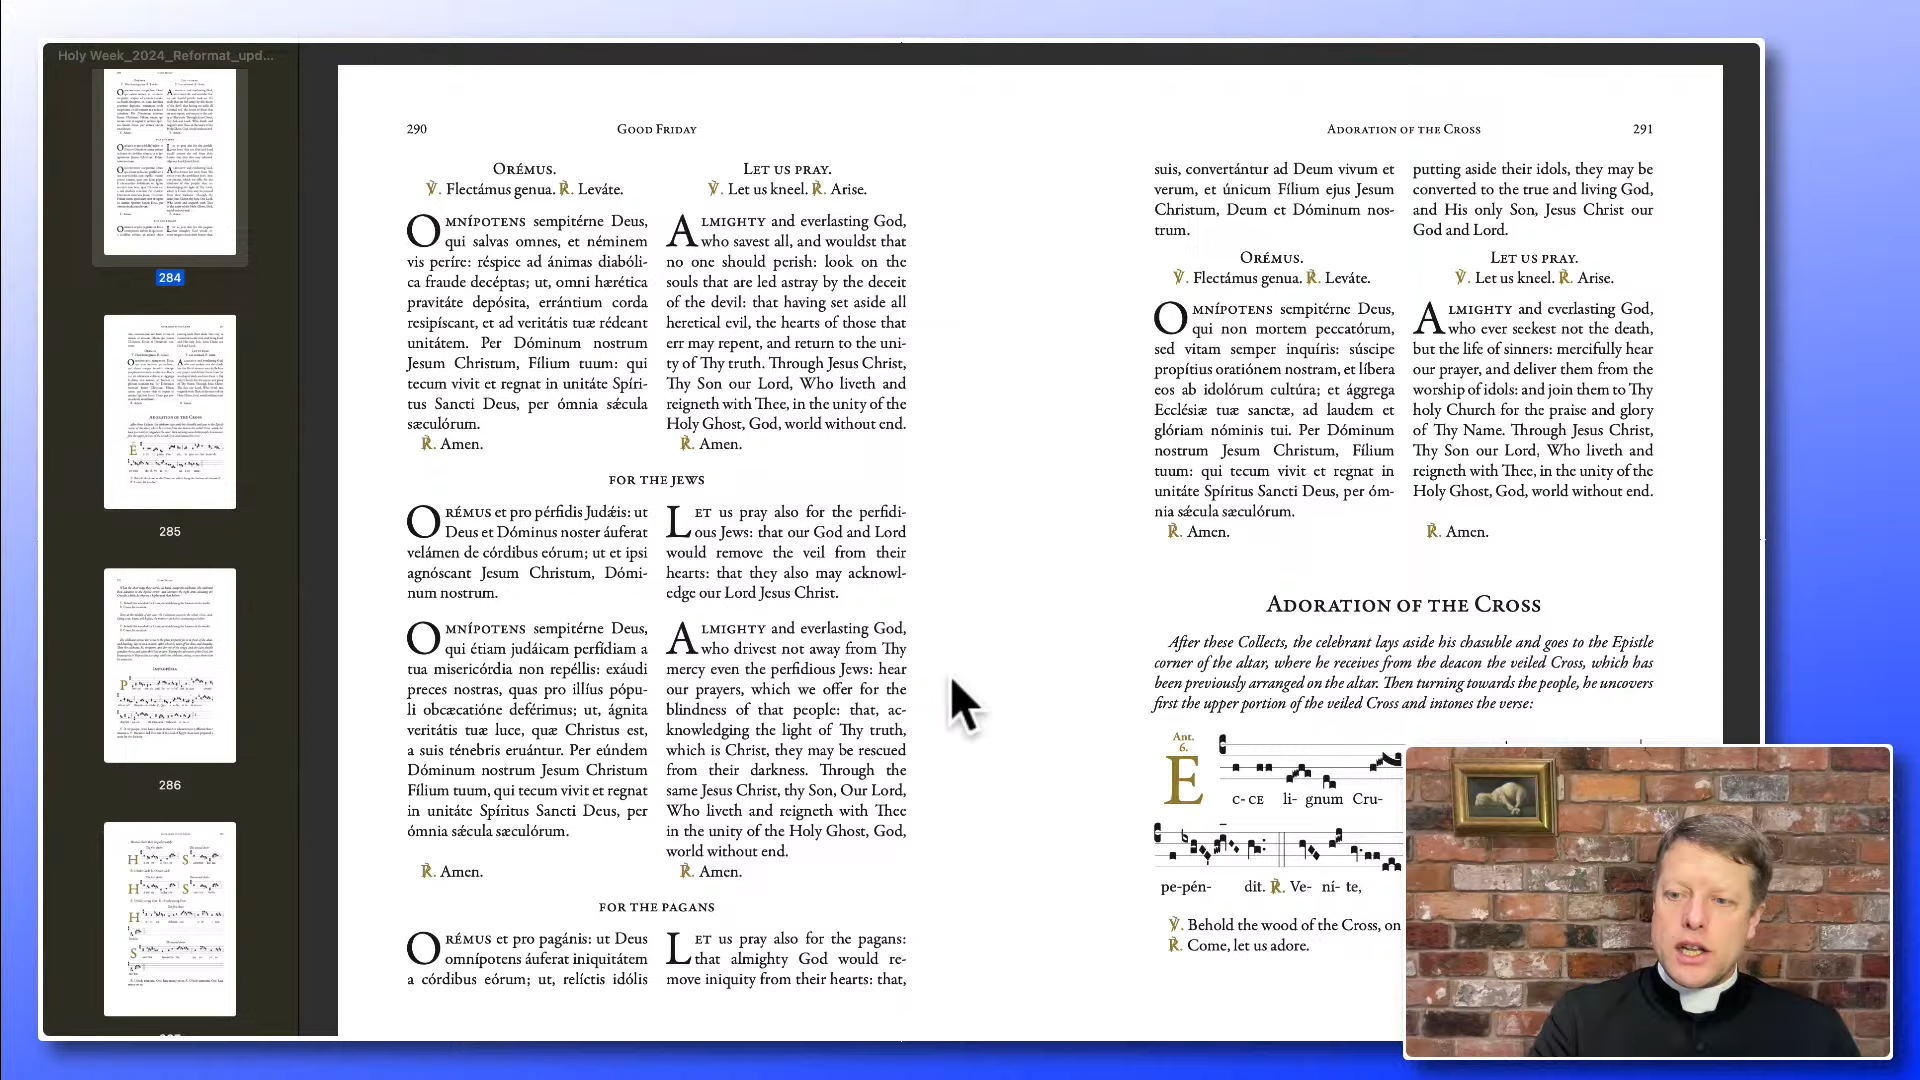 Holy Week_2024_Reformat_upd...
284
285
286
290
Good Friday
Orémus.
℣. Flectámus genua. ℟. Leváte.
Omnípotens sempitérne Deus,
qui salvas omnes, et néminem
vis períre: réspice ad ánimas diabóli-
ca fraude decéptas; ut, omni hærética
pravitáte depósita, errántium corda
resipíscant, et ad veritátis tuæ rédeant
unitátem. Per Dóminum nostrum
Jesum Christum, Fílium tuum: qui
tecum vivit et regnat in unitáte Spíri-
tus Sancti Deus, per ómnia sǽcula
sæculórum.
℟. Amen.
Let us pray.
℣. Let us kneel. ℟. Arise.
Almighty and everlasting God,
who savest all, and wouldst that
no one should perish: look on the
souls that are led astray by the deceit
of the devil: that having set aside all
heretical evil, the hearts of those that
err may repent, and return to the uni-
ty of Thy truth. Through Jesus Christ,
Thy Son our Lord, Who liveth and
reigneth with Thee, in the unity of the
Holy Ghost, God, world without end.
℟. Amen.
for the Jews
Orémus et pro pérfidis Judǽis: ut
Deus et Dóminus noster áuferat
velámen de córdibus eórum; ut et ipsi
agnóscant Jesum Christum, Dómi-
num nostrum.
Let us pray also for the perfidi-
ous Jews: that our God and Lord
would remove the veil from their
hearts: that they also may acknowl-
edge our Lord Jesus Christ.
Omnípotens sempitérne Deus,
qui étiam judáicam perfídiam a
tua misericórdia non repéllis: exáudi
preces nostras, quas pro illíus pópu-
li obcæcatióne deférimus; ut, ágnita
veritátis tuæ luce, quæ Christus est,
a suis ténebris eruántur. Per eúndem
Dóminum nostrum Jesum Christum
Fílium tuum, qui tecum vivit et regnat
in unitáte Spíritus Sancti Deus, per
ómnia sǽcula sæculórum.
℟. Amen.
Almighty and everlasting God,
who drivest not away from Thy
mercy even the perfidious Jews: hear
our prayers, which we offer for the
blindness of that people: that, ac-
knowledging the light of Thy truth,
which is Christ, they may be rescued
from their darkness. Through the
same Jesus Christ, thy Son, Our Lord,
Who liveth and reigneth with Thee
in the unity of the Holy Ghost, God,
world without end.
℟. Amen.
for the pagans
Orémus et pro pagánis: ut Deus
omnípotens áuferat iniquitátem
a córdibus eórum; ut, relíctis idólis
Let us pray also for the pagans:
that almighty God would re-
move iniquity from their hearts: that,
Adoration of the Cross
291
suis, convertántur ad Deum vivum et
verum, et únicum Fílium ejus Jesum
Christum, Deum et Dóminum nos-
trum.
putting aside their idols, they may be
converted to the true and living God,
and His only Son, Jesus Christ our
God and Lord.
Orémus.
℣. Flectámus genua. ℟. Leváte.
Let us pray.
℣. Let us kneel. ℟. Arise.
Omnípotens sempitérne Deus,
qui non mortem peccatórum,
sed vitam semper inquíris: súscipe
propítius oratiónem nostram, et líbera
eos ab idolórum cultúra; et ággrega
Ecclésiæ tuæ sanctæ, ad laudem et
glóriam nóminis tui. Per Dóminum
nostrum Jesum Christum, Fílium
tuum: qui tecum vivit et regnat in
unitáte Spíritus Sancti Deus, per óm-
nia sǽcula sæculórum.
℟. Amen.
Almighty and everlasting God,
who ever seekest not the death,
but the life of sinners: mercifully hear
our prayer, and deliver them from the
worship of idols: and join them to Thy
holy Church for the praise and glory
of Thy Name. Through Jesus Christ,
Thy Son our Lord, Who liveth and
reigneth with Thee, in the unity of the
Holy Ghost, God, world without end.
℟. Amen.
Adoration of the Cross
After these Collects, the celebrant lays aside his chasuble and goes to the Epistle
corner of the altar, where he receives from the deacon the veiled Cross, which has
been previously arranged on the altar. Then turning towards the people, he uncovers
first the upper portion of the veiled Cross and intones the verse:
Ant.
6.
Ec-ce li- gnum Cru-
pe-pén- dit. ℟. Ve- ní- te,
℣. Behold the wood of the Cross, on
℟. Come, let us adore.